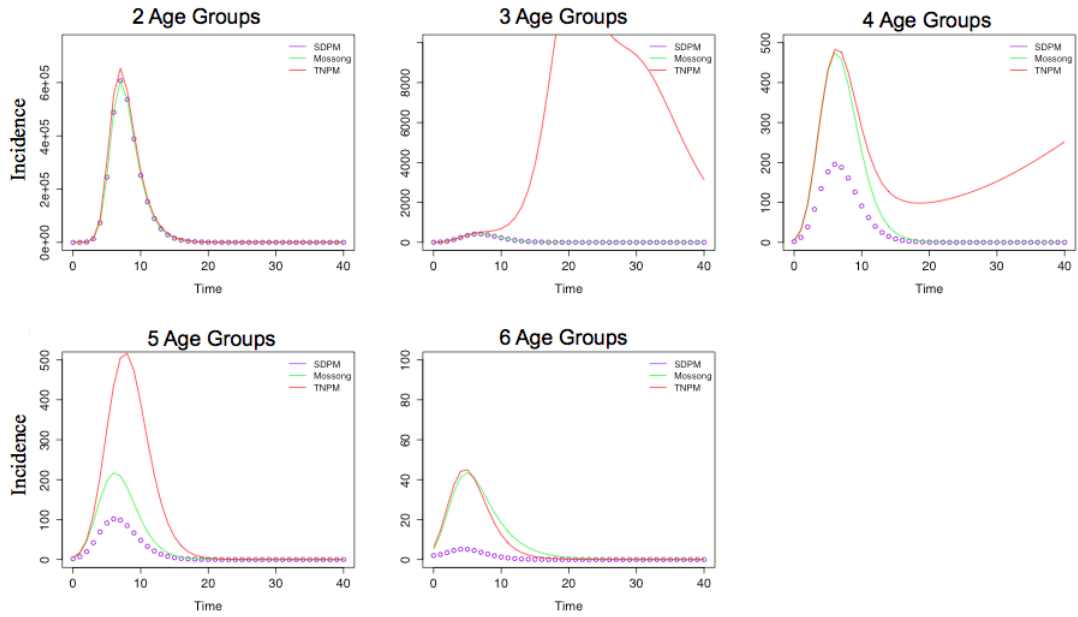 2 Age Groups
Incidence
6e+05
4e+05
2e+05
0e+00
SDPM
Mossong
TNPM
0 10 20 30 40
Time
3 Age Groups
8000
6000
4000
2000
0
SDPM
Mossong
TNPM
0 10 20 30 40
Time
4 Age Groups
500
400
300
200
100
0
SDPM
Mossong
TNPM
0 10 20 30 40
Time
5 Age Groups
Incidence
500
400
300
200
100
0
SDPM
Mossong
TNPM
0 10 20 30 40
Time
6 Age Groups
100
80
60
40
20
0
SDPM
Mossong
TNPM
0 10 20 30 40
Time